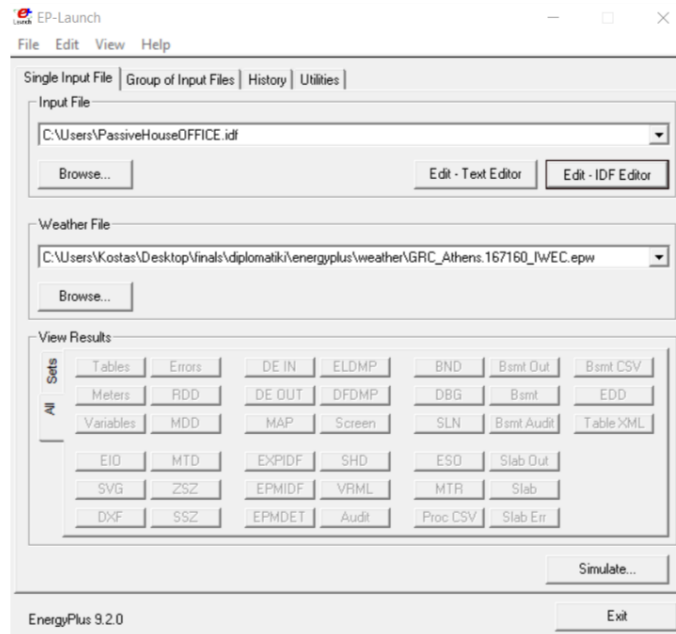 EP-Launch
File Edit View Help
Single Input File Group of Input Files History Utilities
Input File
C:\Users\PassiveHouseOFFICE.idf
Browse... Edit - Text Editor Edit - IDF Editor
Weather File
C:\Users\Kostas\Desktop\finals\diplomatiki\energyplus\weather\GRC_Athens.167160_IWEC.epw
Browse...
View Results
Sets
All
Tables Errors DE IN ELDMP BND Bsmt Out Bsmt CSV
Meters RDD DE OUT DFDMP DBG Bsmt EDD
Variables MDD MAP Screen SLN Bsmt Audit Table XML
EIO MTD EXPIDF SHD ESO Slab Out
SVG ZSZ EPMIDF VRML MTR Slab
DXF SSZ EPMDET Audit Proc CSV Slab Err
Simulate...
EnergyPlus 9.2.0 Exit